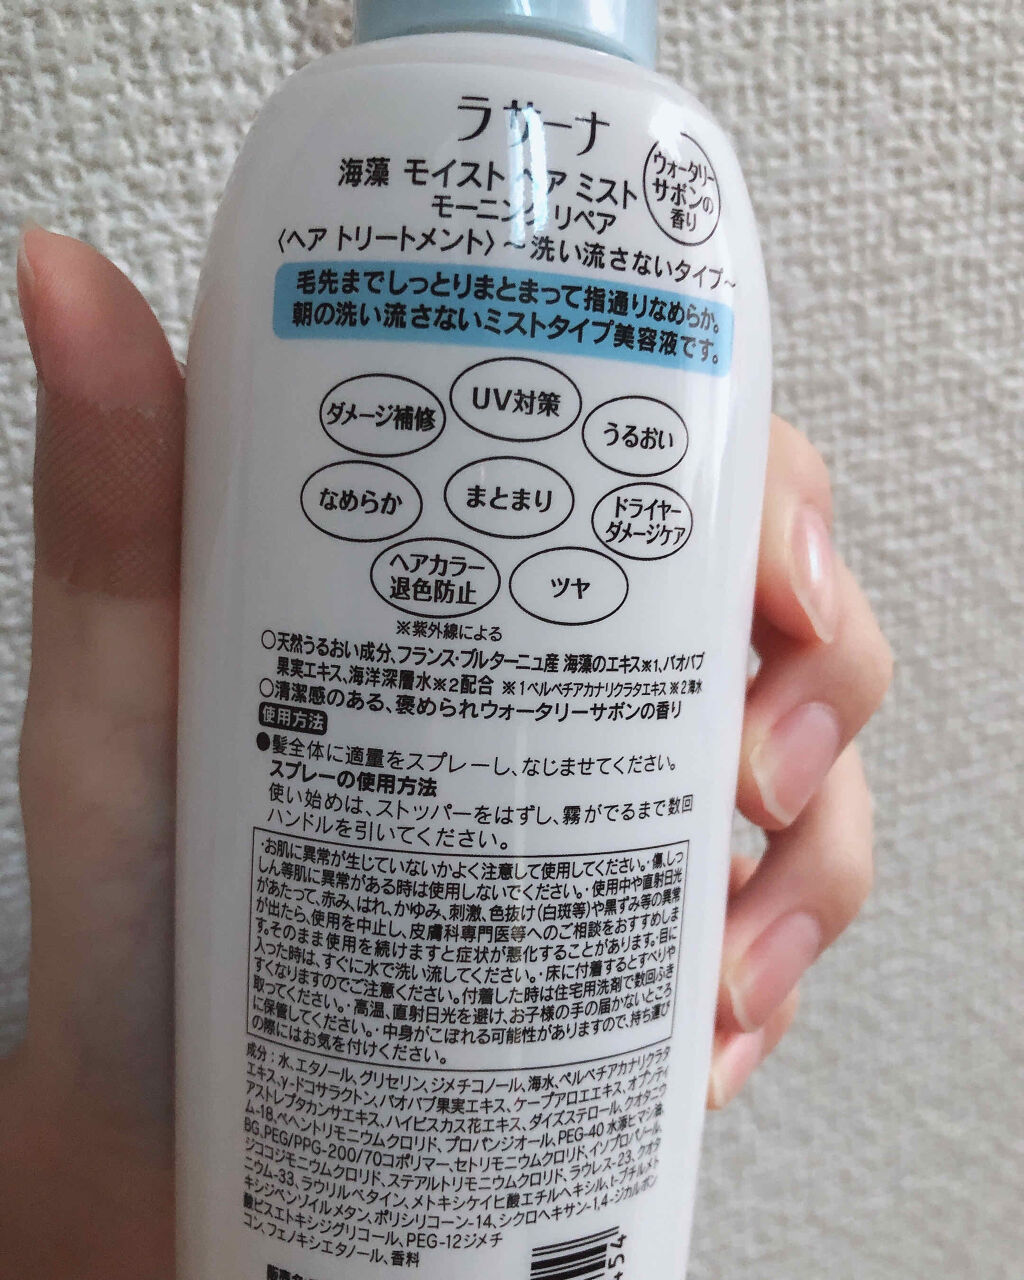 ラサーナ
海藻 モイスト ヘア ミスト
モーニング リペア
ウォータリー
サボンの
香り
〈ヘア トリートメント〉~洗い流さないタイプ~
毛先までしっとりまとまって指通りなめらか。
朝の洗い流さないミストタイプ美容液です。
ダメージ補修
UV対策
うるおい
なめらか
まとまり
ドライヤー
ダメージケア
ヘアカラー
退色防止
ツヤ
※紫外線による
○天然うるおい成分、フランス・ブルターニュ産 海藻のエキス※1、バオバブ
果実エキス、海洋深層水※2配合 ※1ベルベチアカナリクラタエキス ※2海水
○清潔感のある、褒められウォータリーサボンの香り
使用方法
●髪全体に適量をスプレーし、なじませてください。
スプレーの使用方法
使い始めは、ストッパーをはずし、霧がでるまで数回
ハンドルを引いてください。
・お肌に異常が生じていないかよく注意して使用してください。・傷、しっ
しん等肌に異常がある時は使用しないでください。・使用中や直射日光
があたって、赤み、はれ、かゆみ、刺激、色抜け(白斑等)や黒ずみ等の異常
が出たら、使用を中止し、皮膚科専門医等へのご相談をおすすめしま
す。そのまま使用を続けますと症状が悪化することがあります。・目に
入った時は、すぐに水で洗い流してください。・床に付着するとすべりや
すくなりますのでご注意ください。付着した時は住宅用洗剤で数回ふき
取ってください。・高温、直射日光を避け、お子様の手の届かないところ
に保管してください。・中身がこぼれる可能性がありますので、持ち運び
の際にはお気を付けください。
成分：水、エタノール、グリセリン、ジメチコノール、海水、ベルベチアカナリクラタ
エキス、γ-ドコサラクトン、バオバブ果実エキス、ケープアロエエキス、オプンティ
アストレプタカンサエキス、ハイビスカス花エキス、ダイズステロール、クオタニウ
ム-18、ベヘントリモニウムクロリド、プロパンジオール、PEG-40水添ヒマシ油、
BG、PEG/PPG-200/70コポリマー、セトリモニウムクロリド、イソプロパノール、
ジココジモニウムクロリド、ステアルトリモニウムクロリド、ラウレス-23、クオタ
ニウム-33、ラウリルベタイン、メトキシケイヒ酸エチルヘキシル、t-ブチルメト
キシジベンゾイルメタン、ポリシリコーン-14、シクロヘキサン-1,4-ジカルボン
酸ビスエトキシジグリコール、PEG-12ジメチ
コン、フェノキシエタノール、香料